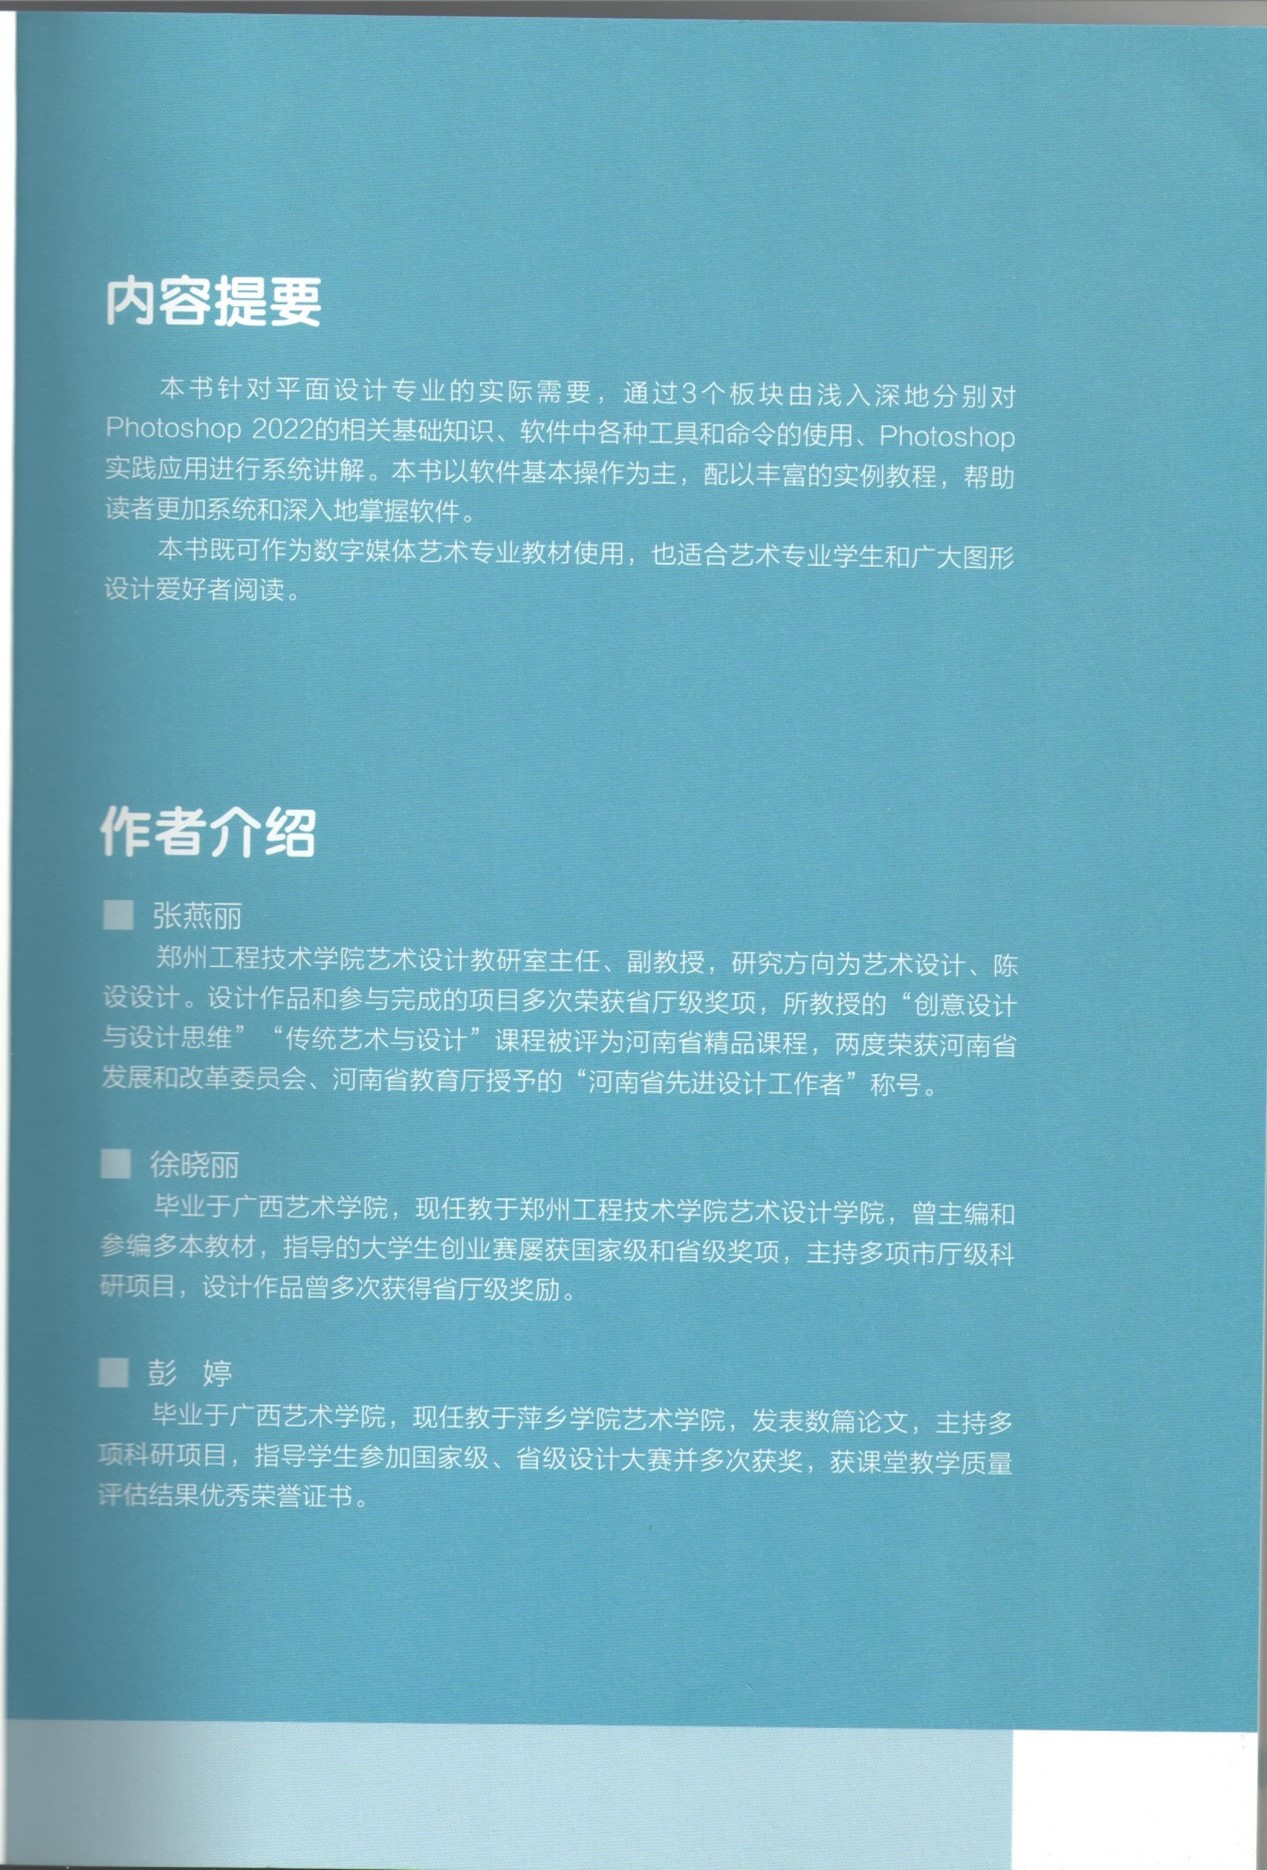 内容提要
本书针对平面设计专业的实际需要，通过3个板块由浅入深地分别对
Photoshop 2022的相关基础知识、软件中各种工具和命令的使用、Photoshop
实践应用进行系统讲解。本书以软件基本操作为主，配以丰富的实例教程，帮助
读者更加系统和深入地掌握软件。
本书既可作为数字媒体艺术专业教材使用，也适合艺术专业学生和广大图形
设计爱好者阅读。
作者介绍
张燕丽
郑州工程技术学院艺术设计教研室主任、副教授，研究方向为艺术设计、陈
设设计。设计作品和参与完成的项目多次荣获省厅级奖项，所教授的“创意设计
与设计思维”“传统艺术与设计”课程被评为河南省精品课程，两度荣获河南省
发展和改革委员会、河南省教育厅授予的“河南省先进设计工作者”称号。
徐晓丽
毕业于广西艺术学院，现任教于郑州工程技术学院艺术设计学院，曾主编和
参编多本教材，指导的大学生创业赛屡获国家级和省级奖项，主持多项市厅级科
研项目，设计作品曾多次获得省厅级奖励。
彭 婷
毕业于广西艺术学院，现任教于萍乡学院艺术学院，发表数篇论文，主持多
项科研项目，指导学生参加国家级、省级设计大赛并多次获奖，获课堂教学质量
评估结果优秀荣誉证书。